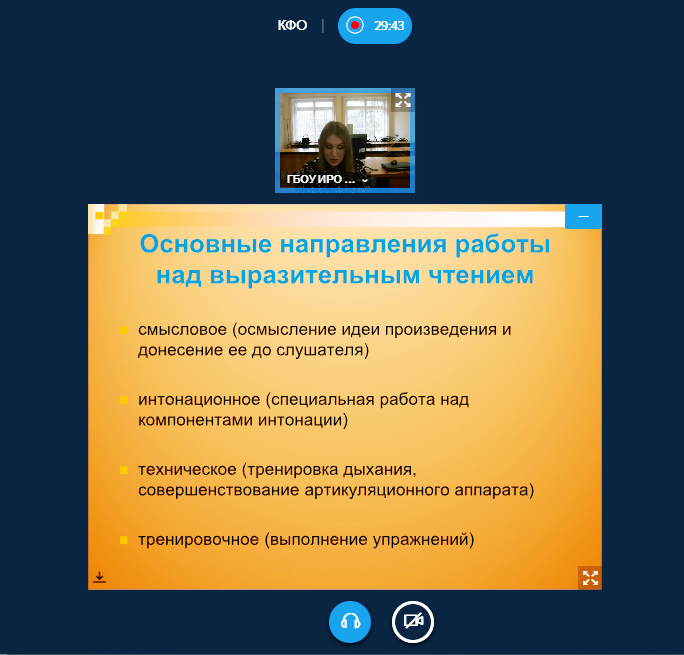 КФО
29:43
ГБОУ ИРО ...
Основные направления работы
над выразительным чтением
смысловое (осмысление идеи произведения и
донесение ее до слушателя)
интонационное (специальная работа над
компонентами интонации)
техническое (тренировка дыхания,
совершенствование артикуляционного аппарата)
тренировочное (выполнение упражнений)